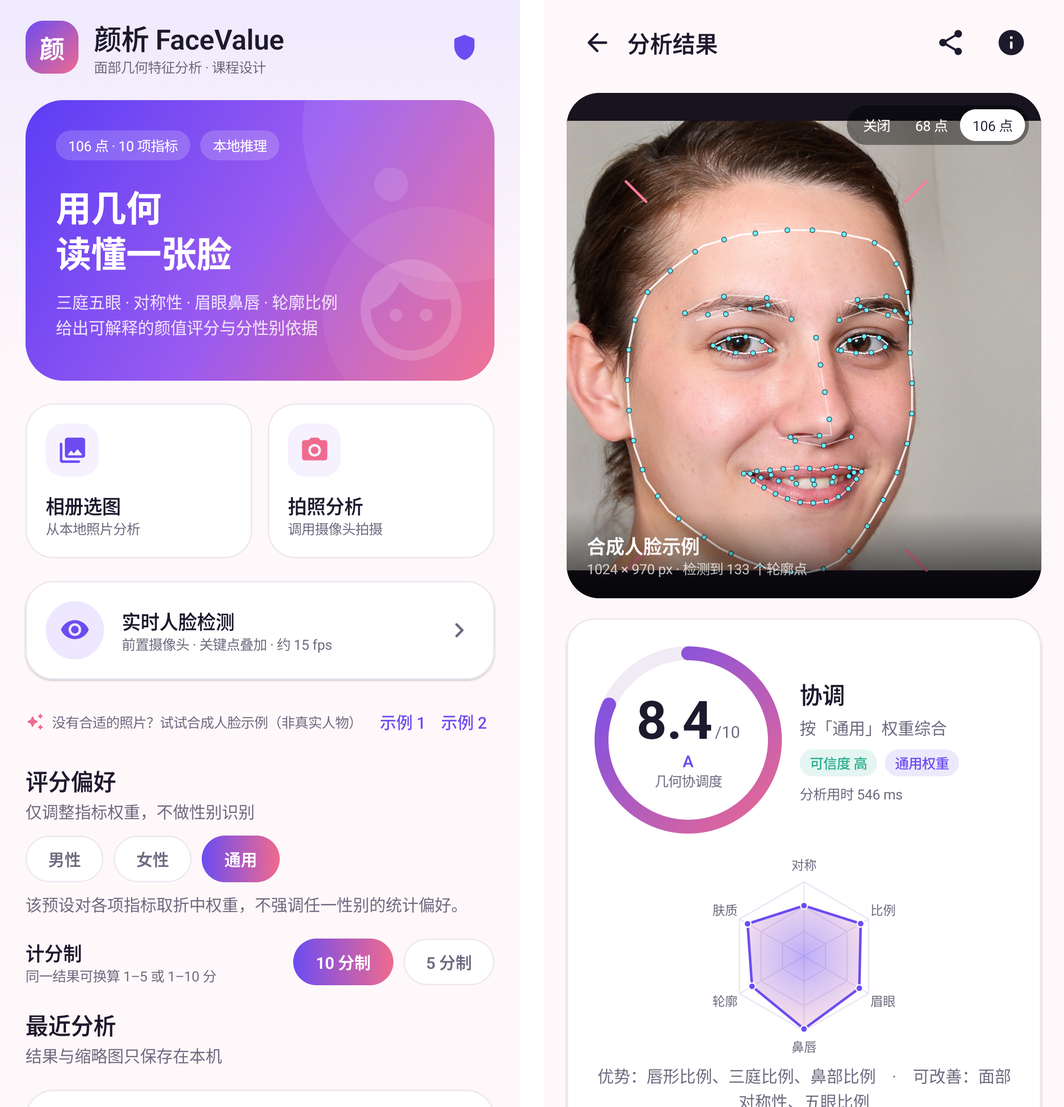 颜
颜析 FaceValue
面部几何特征分析 · 课程设计
106 点 · 10 项指标
本地推理
用几何
读懂一张脸
三庭五眼 · 对称性 · 眉眼鼻唇 · 轮廓比例
给出可解释的颜值评分与分性别依据
相册选图
从本地照片分析
拍照分析
调用摄像头拍摄
实时人脸检测
前置摄像头 · 关键点叠加 · 约 15 fps
没有合适的照片？试试合成人脸示例（非真实人物）
示例 1
示例 2
评分偏好
仅调整指标权重，不做性别识别
男性
女性
通用
该预设对各项指标取折中权重，不强调任一性别的统计偏好。
计分制
同一结果可换算 1–5 或 1–10 分
10 分制
5 分制
最近分析
结果与缩略图只保存在本机
分析结果
关闭
68 点
106 点
合成人脸示例
1024 × 970 px · 检测到 133 个轮廓点
8.4 /10
A
几何协调度
协调
按「通用」权重综合
可信度 高
通用权重
分析用时 546 ms
对称
肤质
比例
轮廓
眉眼
鼻唇
优势：唇形比例、三庭比例、鼻部比例 · 可改善：面部
对称性、五眼比例